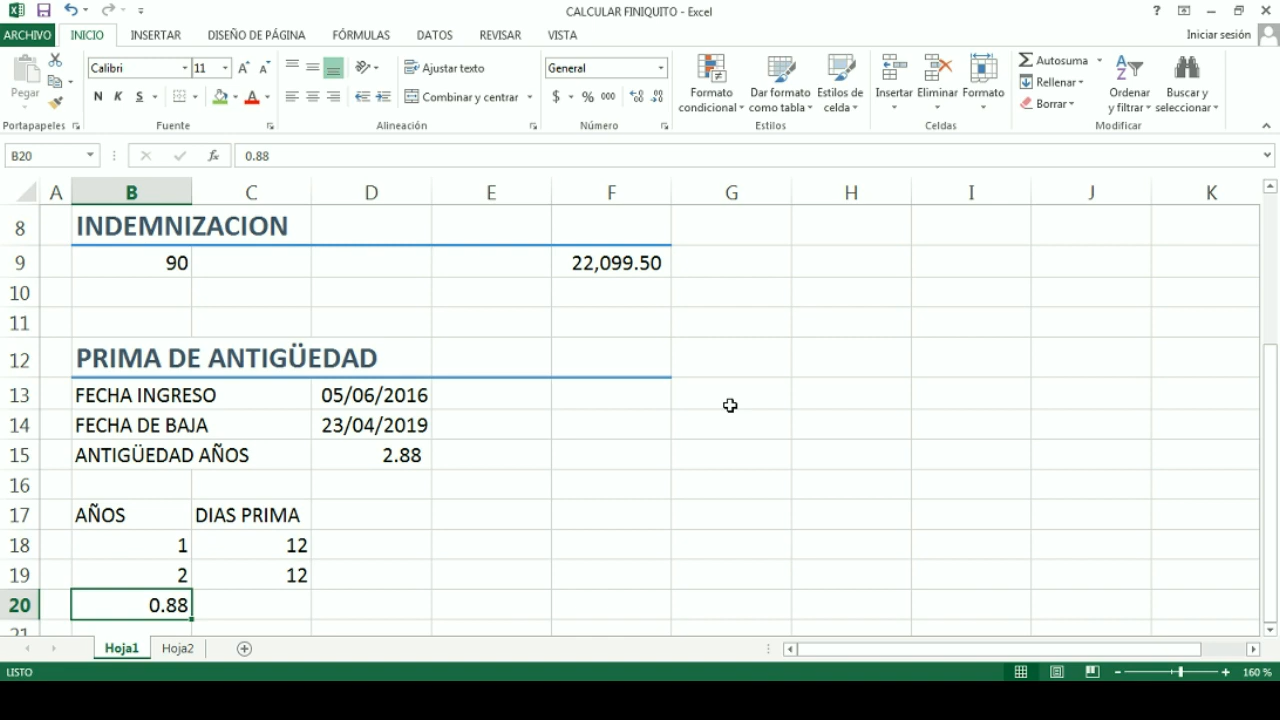 CALCULAR FINIQUITO - Excel
ARCHIVO INICIO INSERTAR DISEÑO DE PÁGINA FÓRMULAS DATOS REVISAR VISTA Iniciar sesión
Pegar
Calibri 11
N K S
Ajustar texto
Combinar y centrar
General
$ % 000
Formato condicional
Dar formato como tabla
Estilos de celda
Insertar Eliminar Formato
Autosuma
Rellenar
Borrar
Ordenar y filtrar
Buscar y seleccionar
Portapapeles Fuente Alineación Número Estilos Celdas Modificar
B20 fx 0.88
A B C D E F G H I J K
8 INDEMNIZACION
9 90 22,099.50
10
11
12 PRIMA DE ANTIGÜEDAD
13 FECHA INGRESO 05/06/2016
14 FECHA DE BAJA 23/04/2019
15 ANTIGÜEDAD AÑOS 2.88
16
17 AÑOS DIAS PRIMA
18 1 12
19 2 12
20 0.88
21
Hoja1 Hoja2
LISTO 160 %